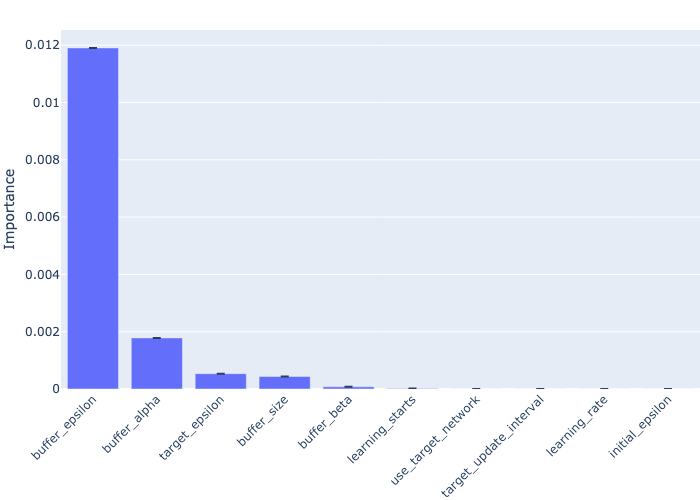 Importance
0.012
0.01
0.008
0.006
0.004
0.002
0
buffer_epsilon
buffer_alpha
target_epsilon
buffer_size
buffer_beta
learning_starts
use_target_network
target_update_interval
learning_rate
initial_epsilon